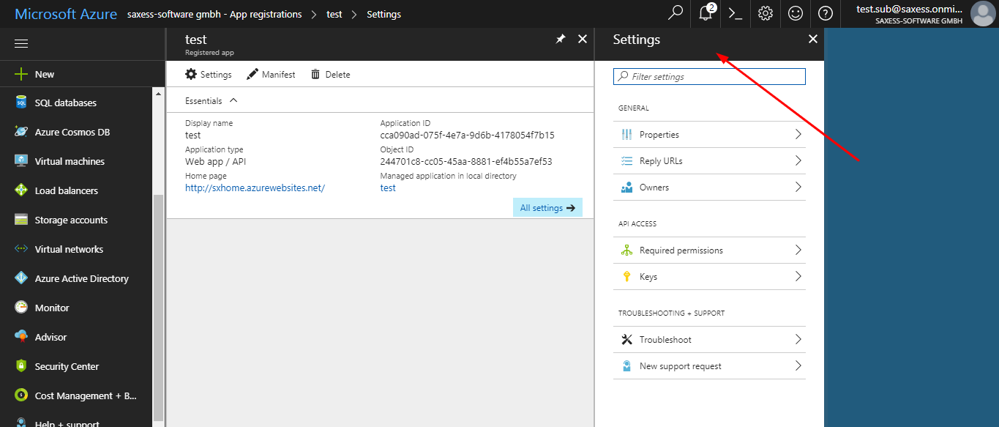 Microsoft Azure saxess-software gmbh - App registrations > test > Settings
2
test.sub@saxess.onmi...
SAXESS-SOFTWARE GMBH
New
SQL databases
Azure Cosmos DB
Virtual machines
Load balancers
Storage accounts
Virtual networks
Azure Active Directory
Monitor
Advisor
Security Center
Cost Management + B...
Help + support
test
Registered app
Settings Manifest Delete
Essentials
Display name
test
Application type
Web app / API
Home page
http://sxhome.azurewebsites.net/
Application ID
cca090ad-075f-4e7a-9d6b-4178054f7b15
Object ID
244701c8-cc05-45aa-8881-ef4b55a7ef53
Managed application in local directory
test
All settings
Settings
Filter settings
GENERAL
Properties
Reply URLs
Owners
API ACCESS
Required permissions
Keys
TROUBLESHOOTING + SUPPORT
Troubleshoot
New support request